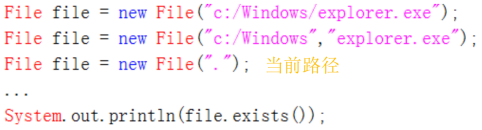 File file = new File("c:/Windows/explorer.exe");
File file = new File("c:/Windows","explorer.exe");
File file = new File("."); 当前路径
...
System.out.println(file.exists());